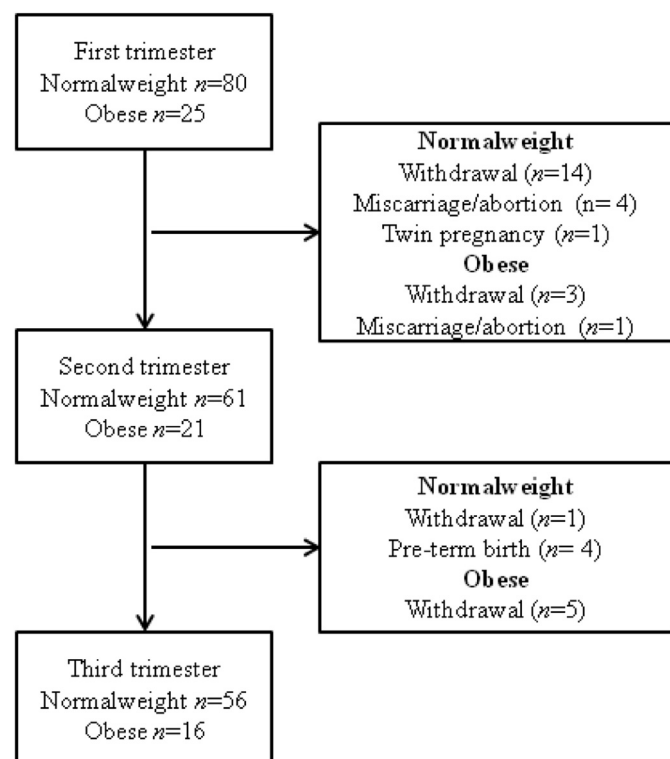 First trimester
Normalweight n=80
Obese n=25
Normalweight
Withdrawal (n=14)
Miscarriage/abortion (n= 4)
Twin pregnancy (n=1)
Obese
Withdrawal (n=3)
Miscarriage/abortion (n=1)
Second trimester
Normalweight n=61
Obese n=21
Normalweight
Withdrawal (n=1)
Pre-term birth (n= 4)
Obese
Withdrawal (n=5)
Third trimester
Normalweight n=56
Obese n=16